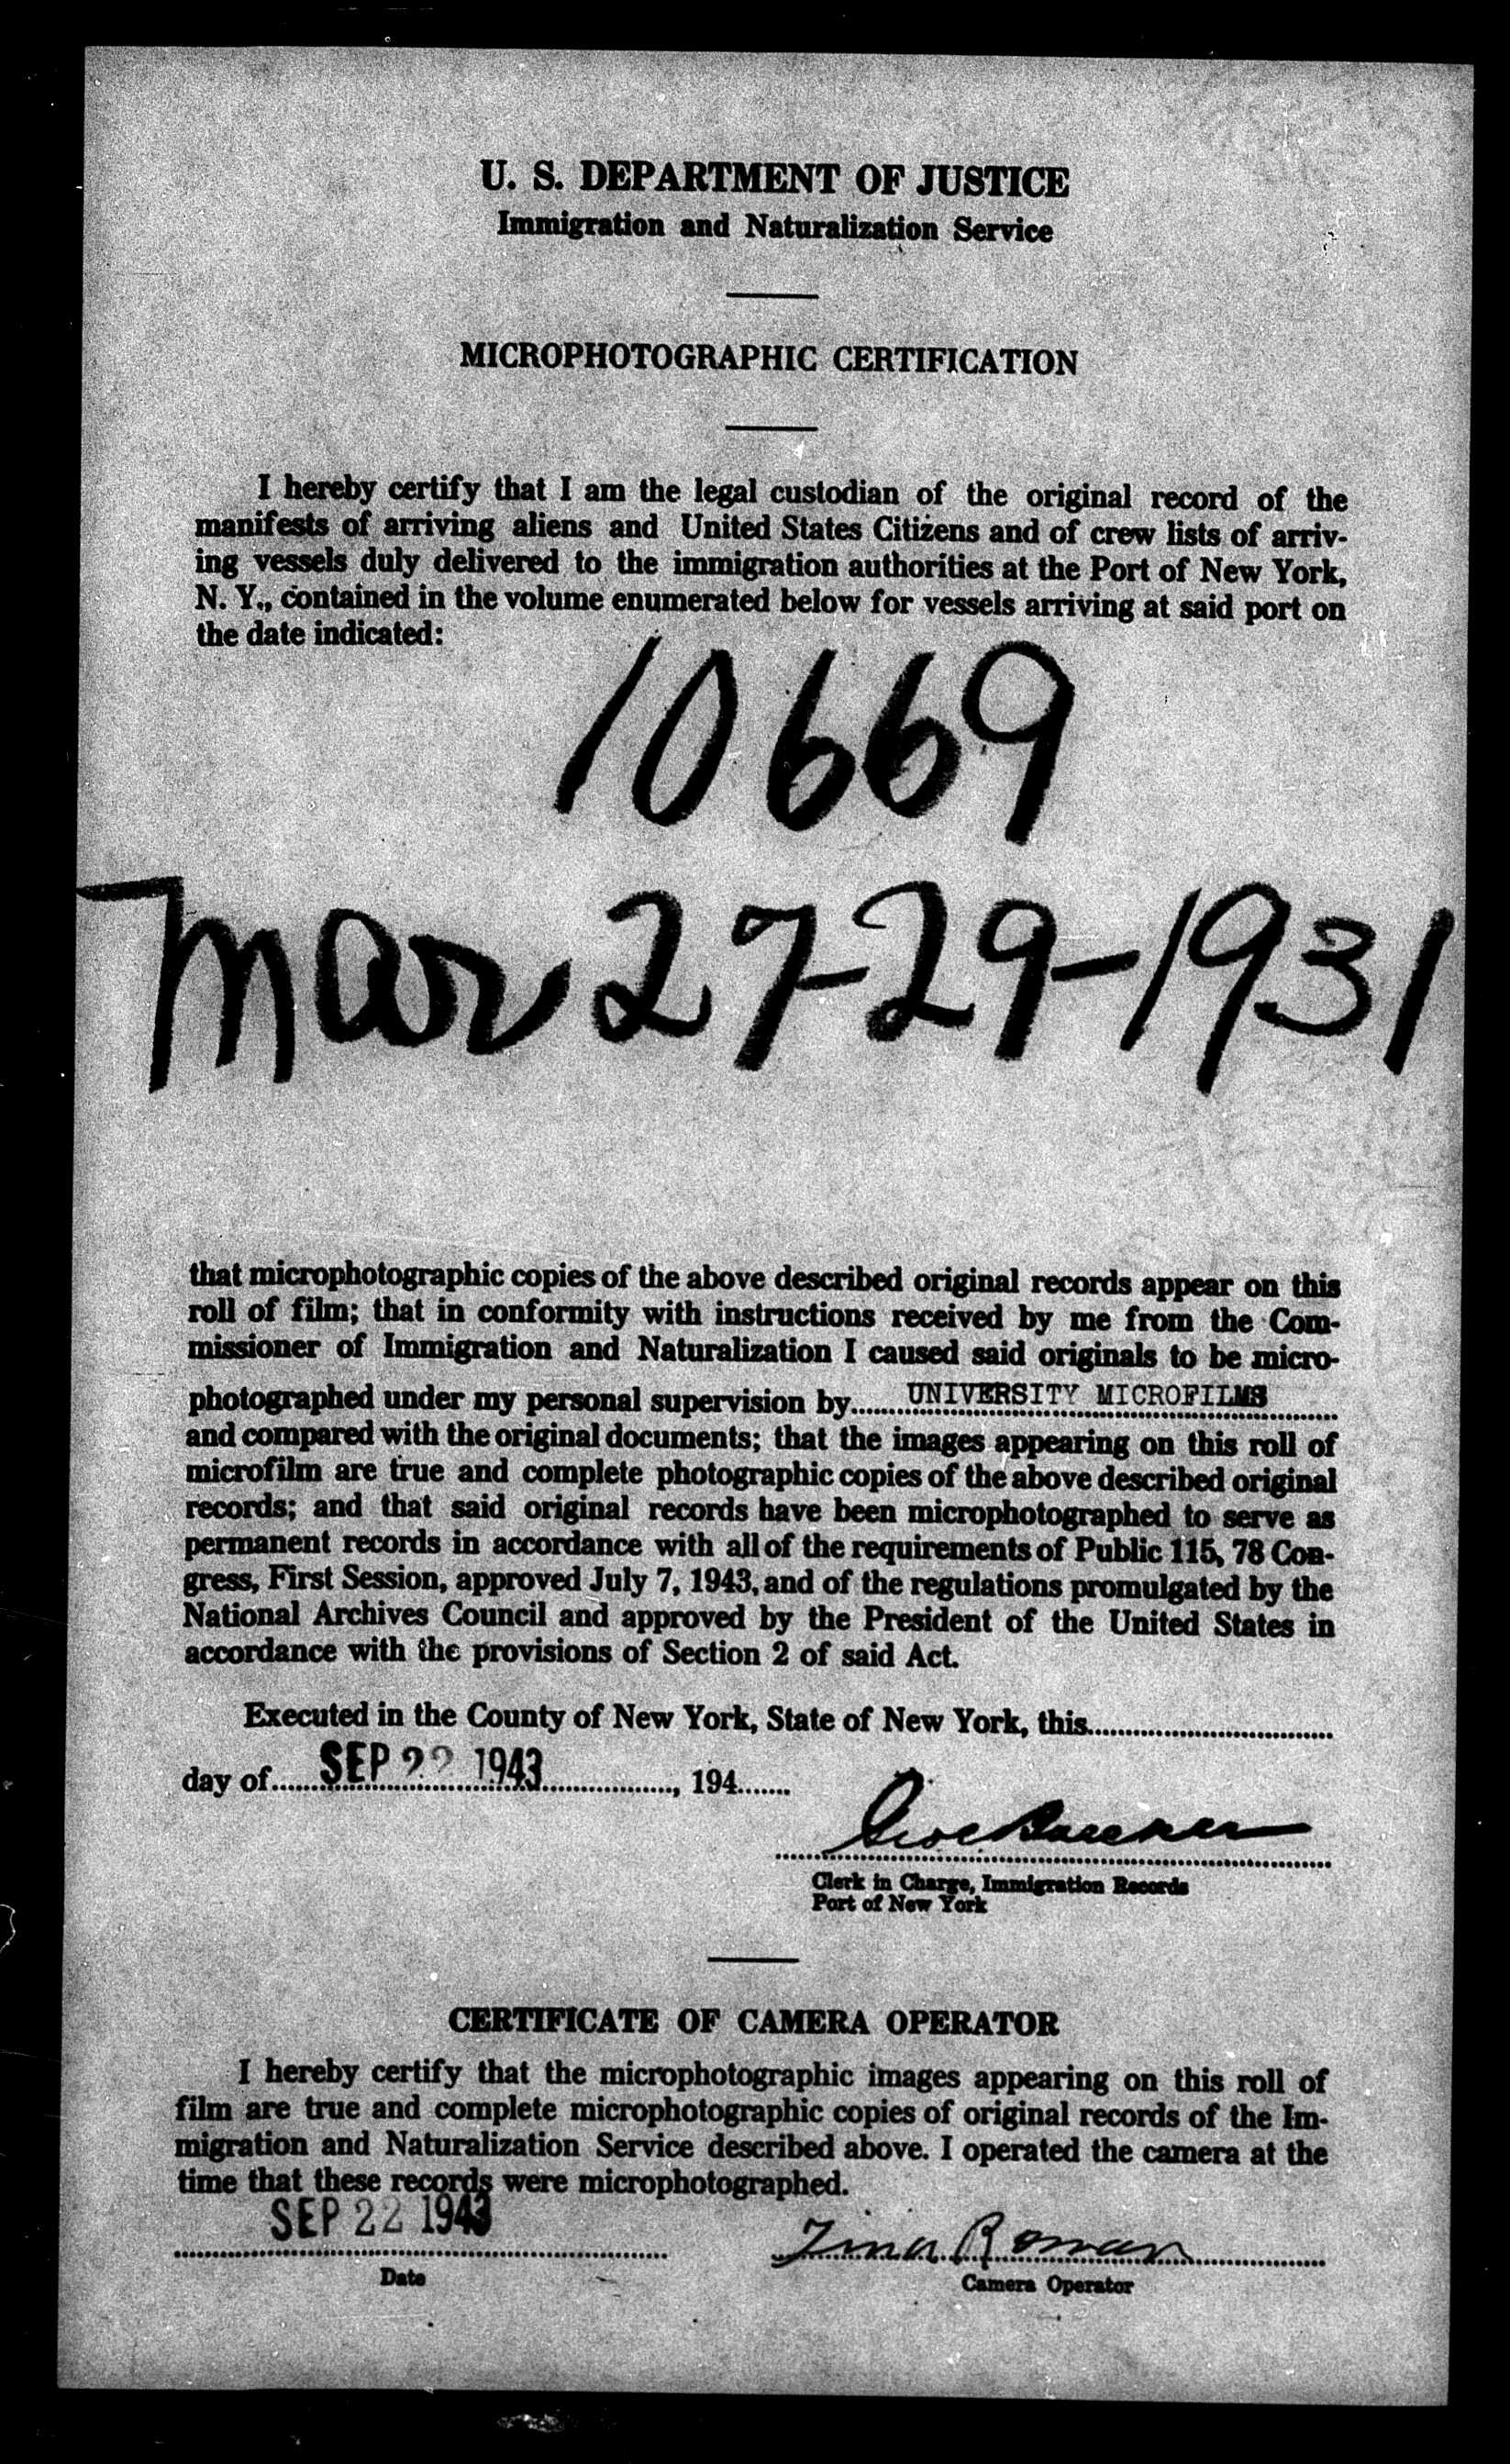 U. S. DEPARTMENT OF JUSTICE
Immigration and Naturalization Service
MICROPHOTOGRAPHIC CERTIFICATION
I hereby certify that I am the legal custodian of the original record of the
manifests of arriving aliens and United States Citizens and of crew lists of arriv-
ing vessels duly delivered to the immigration authorities at the Port of New York,
N. Y., contained in the volume enumerated below for vessels arriving at said port on
the date indicated:
10669
Mar 27-29-1931
that microphotographic copies of the above described original records appear on this
roll of film; that in conformity with instructions received by me from the Com-
missioner of Immigration and Naturalization I caused said originals to be micro-
photographed under my personal supervision by UNIVERSITY MICROFILMS
and compared with the original documents; that the images appearing on this roll of
microfilm are true and complete photographic copies of the above described original
records; and that said original records have been microphotographed to serve as
permanent records in accordance with all of the requirements of Public 115, 78 Con-
gress, First Session, approved July 7, 1943, and of the regulations promulgated by the
National Archives Council and approved by the President of the United States in
accordance with the provisions of Section 2 of said Act.
Executed in the County of New York, State of New York, this
day of SEP 22 1943, 194
Clerk in Charge, Immigration Records
Port of New York
CERTIFICATE OF CAMERA OPERATOR
I hereby certify that the microphotographic images appearing on this roll of
film are true and complete microphotographic copies of original records of the Im-
migration and Naturalization Service described above. I operated the camera at the
time that these records were microphotographed.
SEP 22 1943 Tina Roman
Date Camera Operator